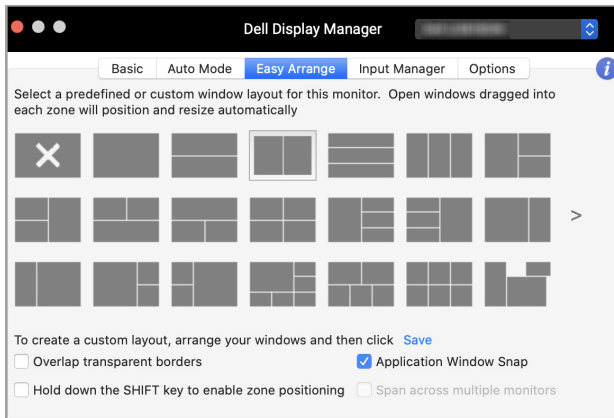 Dell Display Manager
Basic Auto Mode Easy Arrange Input Manager Options i
Select a predefined or custom window layout for this monitor. Open windows dragged into
each zone will position and resize automatically
>
To create a custom layout, arrange your windows and then click Save
Overlap transparent borders Application Window Snap
Hold down the SHIFT key to enable zone positioning Span across multiple monitors